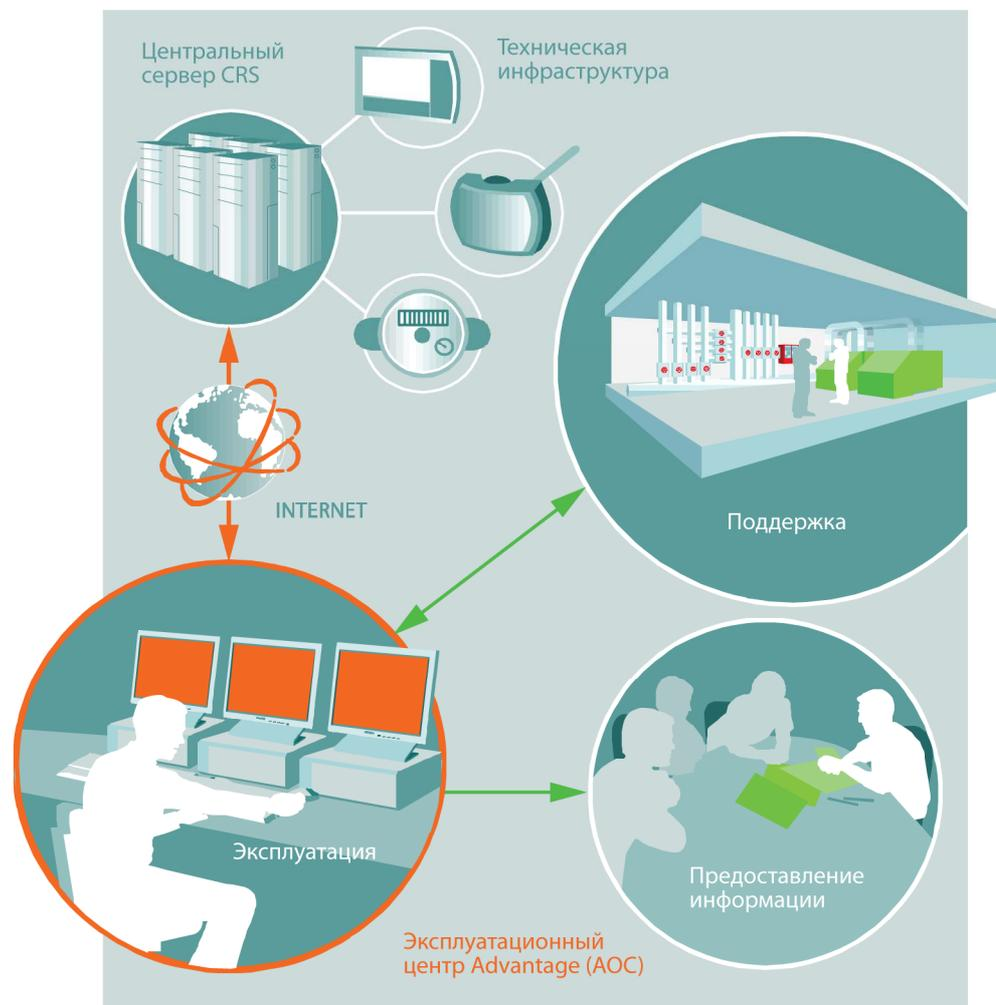 Центральный
сервер CRS
Техническая
инфраструктура
INTERNET
Поддержка
Эксплуатация
Предоставление
информации
Эксплуатационный
центр Advantage (AOC)